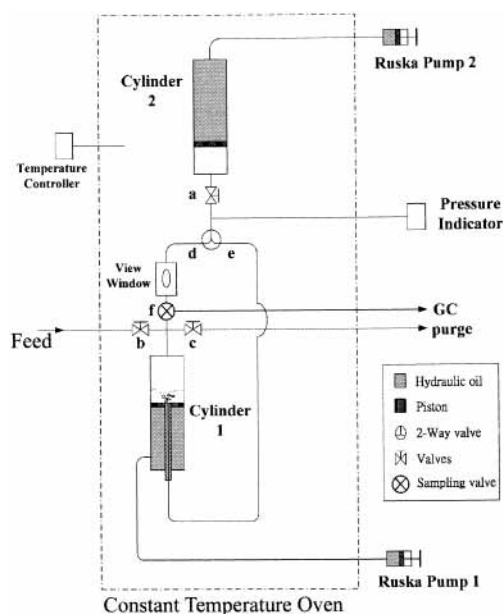 Cylinder
2
Ruska Pump 2
Temperature
Controller
a
Pressure
Indicator
d
e
View
Window
f
GC
Feed
b
c
purge
Cylinder
1
Hydraulic oil
Piston
2-Way valve
Valves
Sampling valve
Ruska Pump 1
Constant Temperature Oven